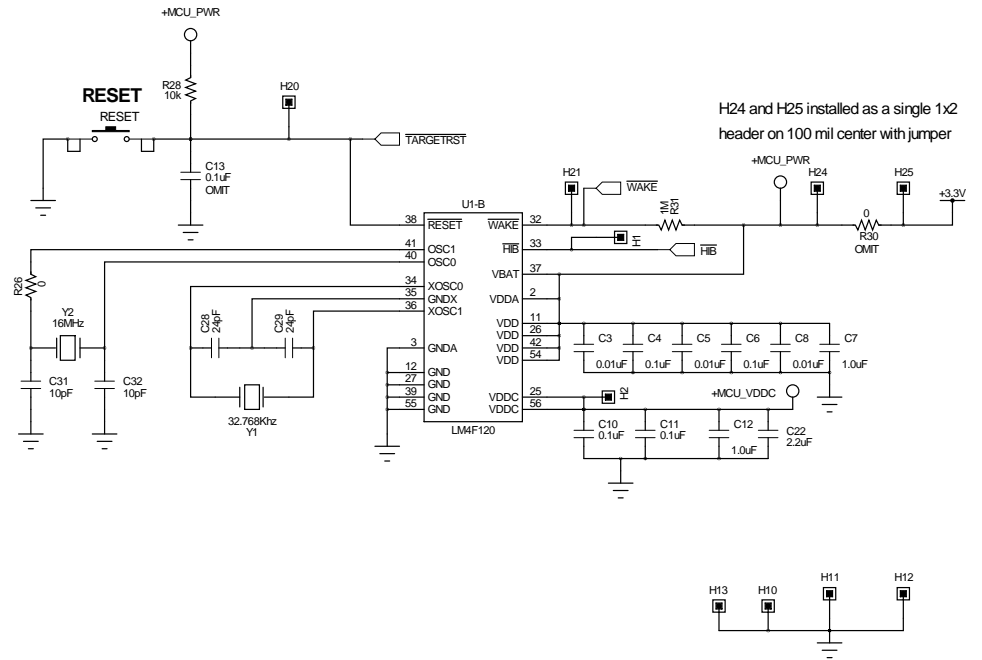 +MCU_PWR
R28
10k
H20
RESET
RESET
TARGETRST
C13
0.1uF
OMIT
H24 and H25 installed as a single 1x2
header on 100 mil center with jumper
+MCU_PWR
H21
WAKE
H24
H25
+3.3V
1M
R31
0
R30
OMIT
H1
HIB
U1-B
38
RESET
WAKE
32
41
OSC1
HIB
33
40
OSC0
VBAT
37
34
XOSC0
35
GNDX
VDDA
2
36
XOSC1
VDD
11
VDD
26
3
GNDA
VDD
42
VDD
54
12
GND
27
GND
39
GND
VDDC
25
55
GND
VDDC
56
LM4F120
R26
0
Y2
16MHz
C31
10pF
C32
10pF
C28
24pF
C29
24pF
32.768Khz
Y1
C3
0.01uF
C4
0.1uF
C5
0.01uF
C6
0.1uF
C8
0.01uF
C7
1.0uF
H2
+MCU_VDDC
C10
0.1uF
C11
0.1uF
C12
1.0uF
C22
2.2uF
H13
H10
H11
H12